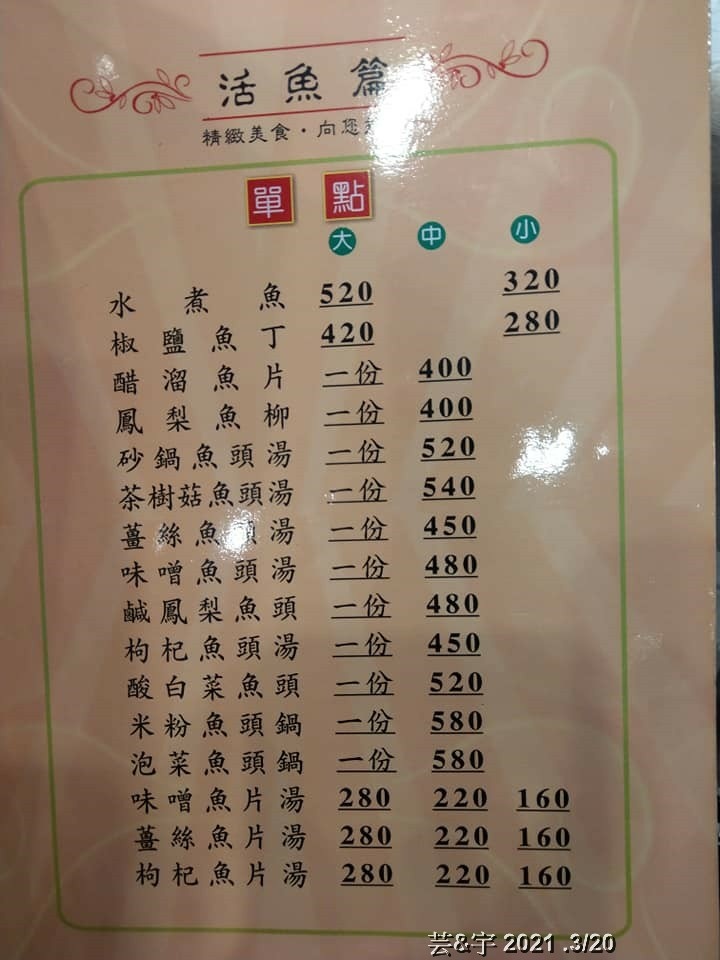 活魚篇
精緻美食·向您
單點
大 中 小
水煮魚 520 320
椒鹽魚丁 420 280
醋溜魚片 一份 400
鳳梨魚柳 一份 400
砂鍋魚頭湯 一份 520
茶樹菇魚頭湯 一份 540
薑絲魚頭湯 一份 450
味噌魚頭湯 一份 480
鹹鳳梨魚頭 一份 480
枸杞魚頭湯 一份 450
酸白菜魚頭 一份 520
米粉魚頭鍋 一份 580
泡菜魚頭鍋 一份 580
味噌魚片湯 280 220 160
薑絲魚片湯 280 220 160
枸杞魚片湯 280 220 160
芸&宇 2021 .3/20